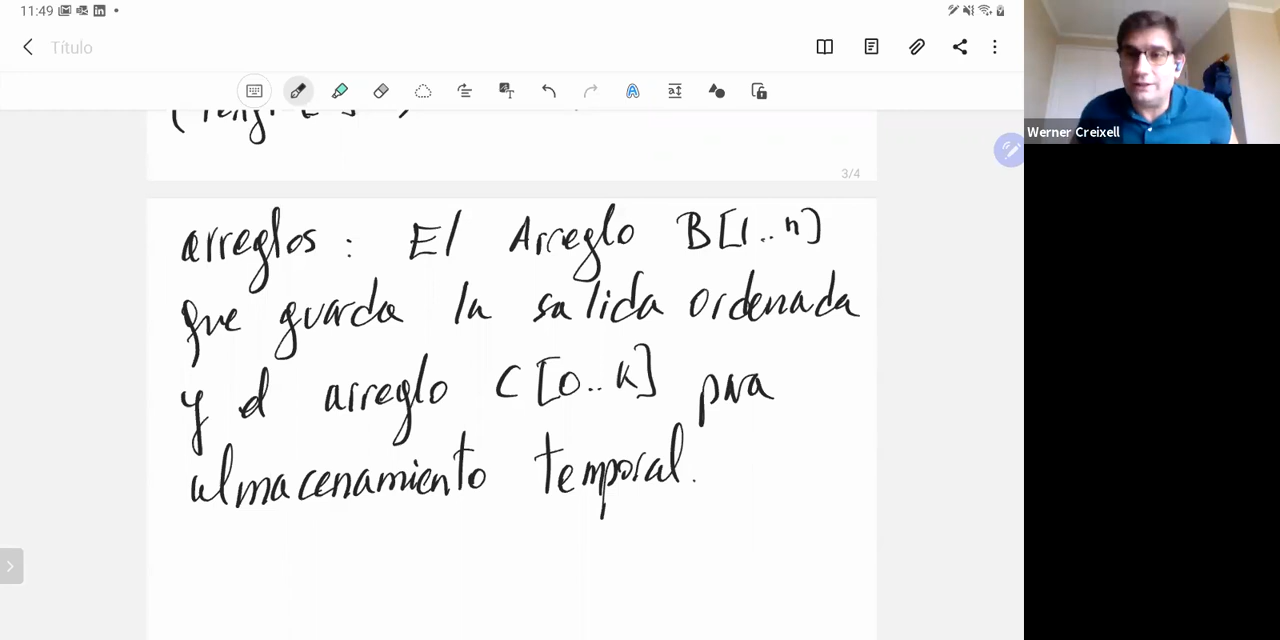 11:49
Título
3/4
arreglos: El Arreglo B[1..n]
que guarda la salida ordenada
y el arreglo C[0..k] para
almacenamiento temporal.
Werner Creixell